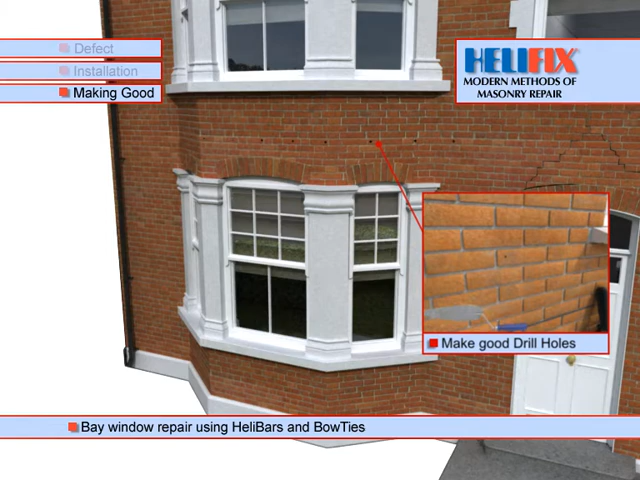 Defect
Installation
Making Good
HELIFIX
MODERN METHODS OF
MASONRY REPAIR
Make good Drill Holes
Bay window repair using HeliBars and BowTies